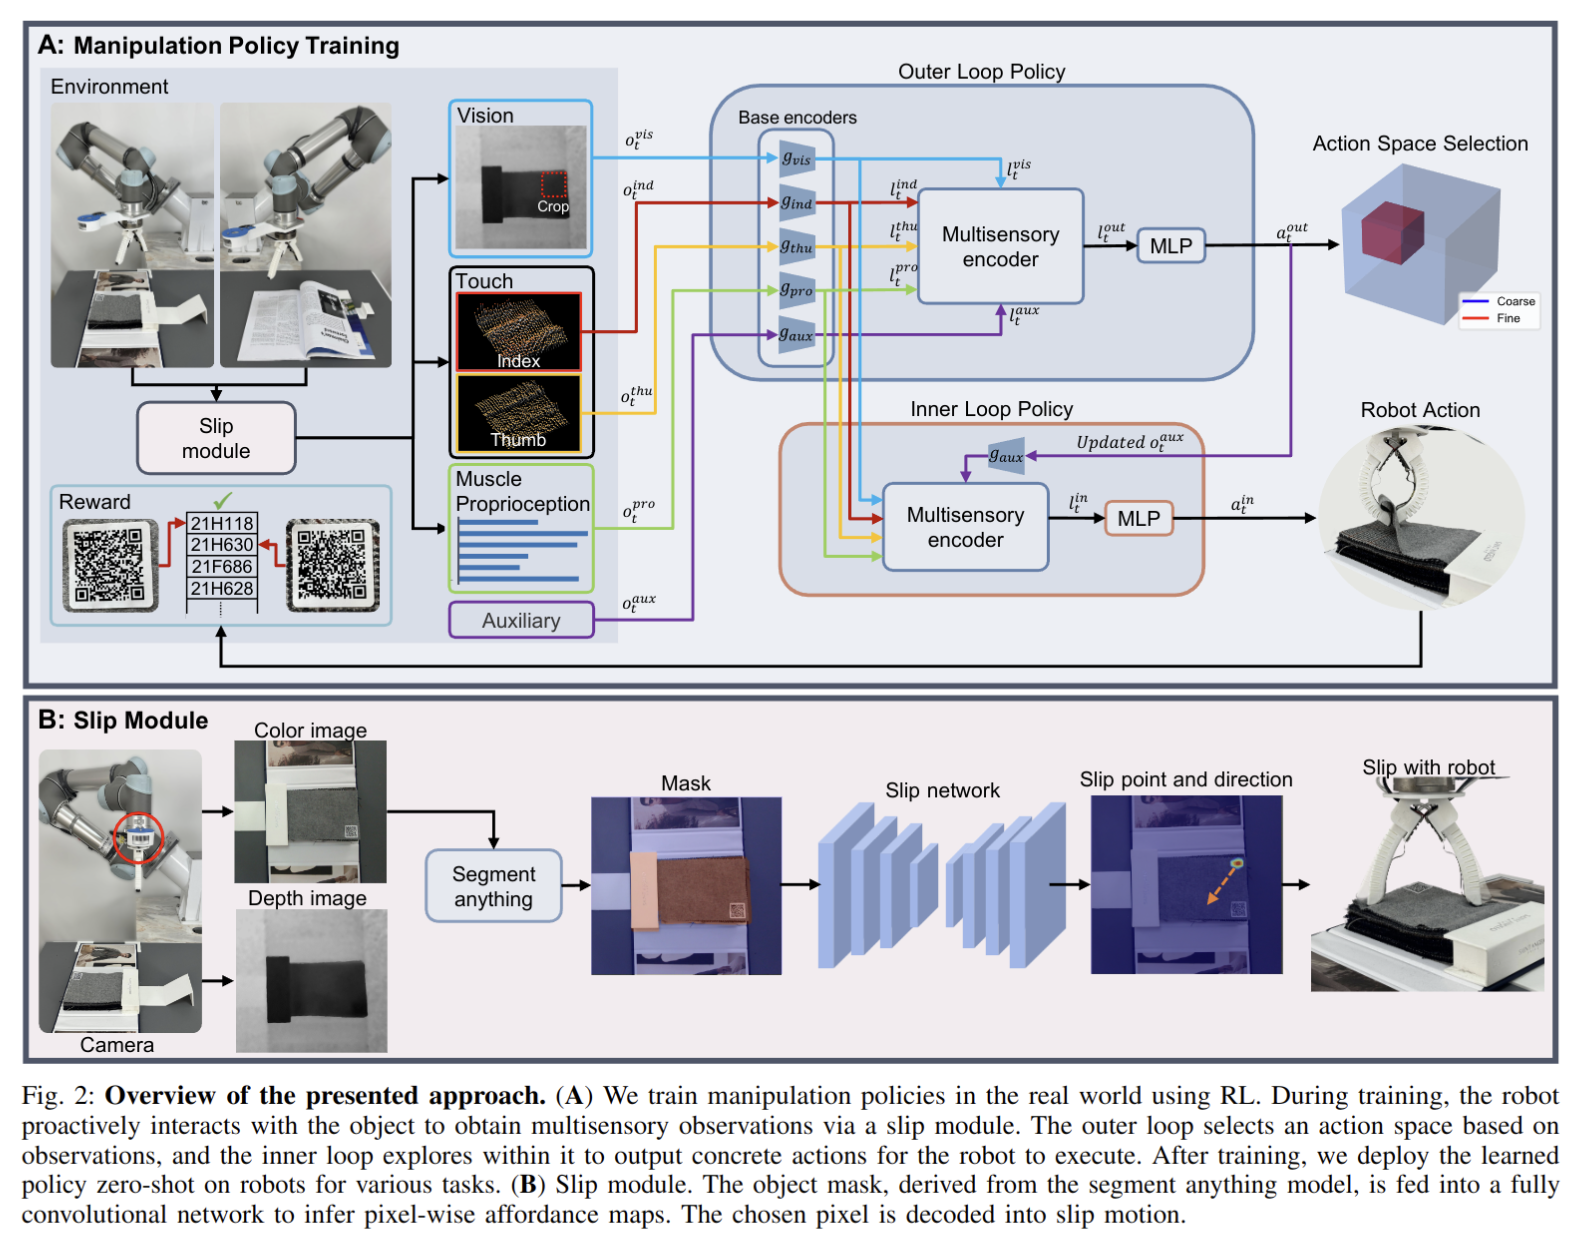 A: Manipulation Policy Training
Environment
Slip
module
Reward
✓
21H118
21H630
21F686
21H628
Vision
Crop
Touch
Index
Thumb
Muscle
Proprioception
Auxiliary
o_t^{vis}
o_t^{ind}
o_t^{thu}
o_t^{pro}
o_t^{aux}
Outer Loop Policy
Base encoders
g_{vis}
g_{ind}
g_{thu}
g_{pro}
g_{aux}
l_t^{vis}
l_t^{ind}
l_t^{thu}
l_t^{pro}
l_t^{aux}
Multisensory
encoder
l_t^{out}
MLP
a_t^{out}
Action Space Selection
Coarse
Fine
Inner Loop Policy
Updated o_t^{aux}
g_{aux}
Multisensory
encoder
l_t^{in}
MLP
a_t^{in}
Robot Action
B: Slip Module
Camera
Color image
Depth image
Segment
anything
Mask
Slip network
Slip point and direction
Slip with robot
Fig. 2: Overview of the presented approach. (A) We train manipulation policies in the real world using RL. During training, the robot
proactively interacts with the object to obtain multisensory observations via a slip module. The outer loop selects an action space based on
observations, and the inner loop explores within it to output concrete actions for the robot to execute. After training, we deploy the learned
policy zero-shot on robots for various tasks. (B) Slip module. The object mask, derived from the segment anything model, is fed into a fully
convolutional network to infer pixel-wise affordance maps. The chosen pixel is decoded into slip motion.